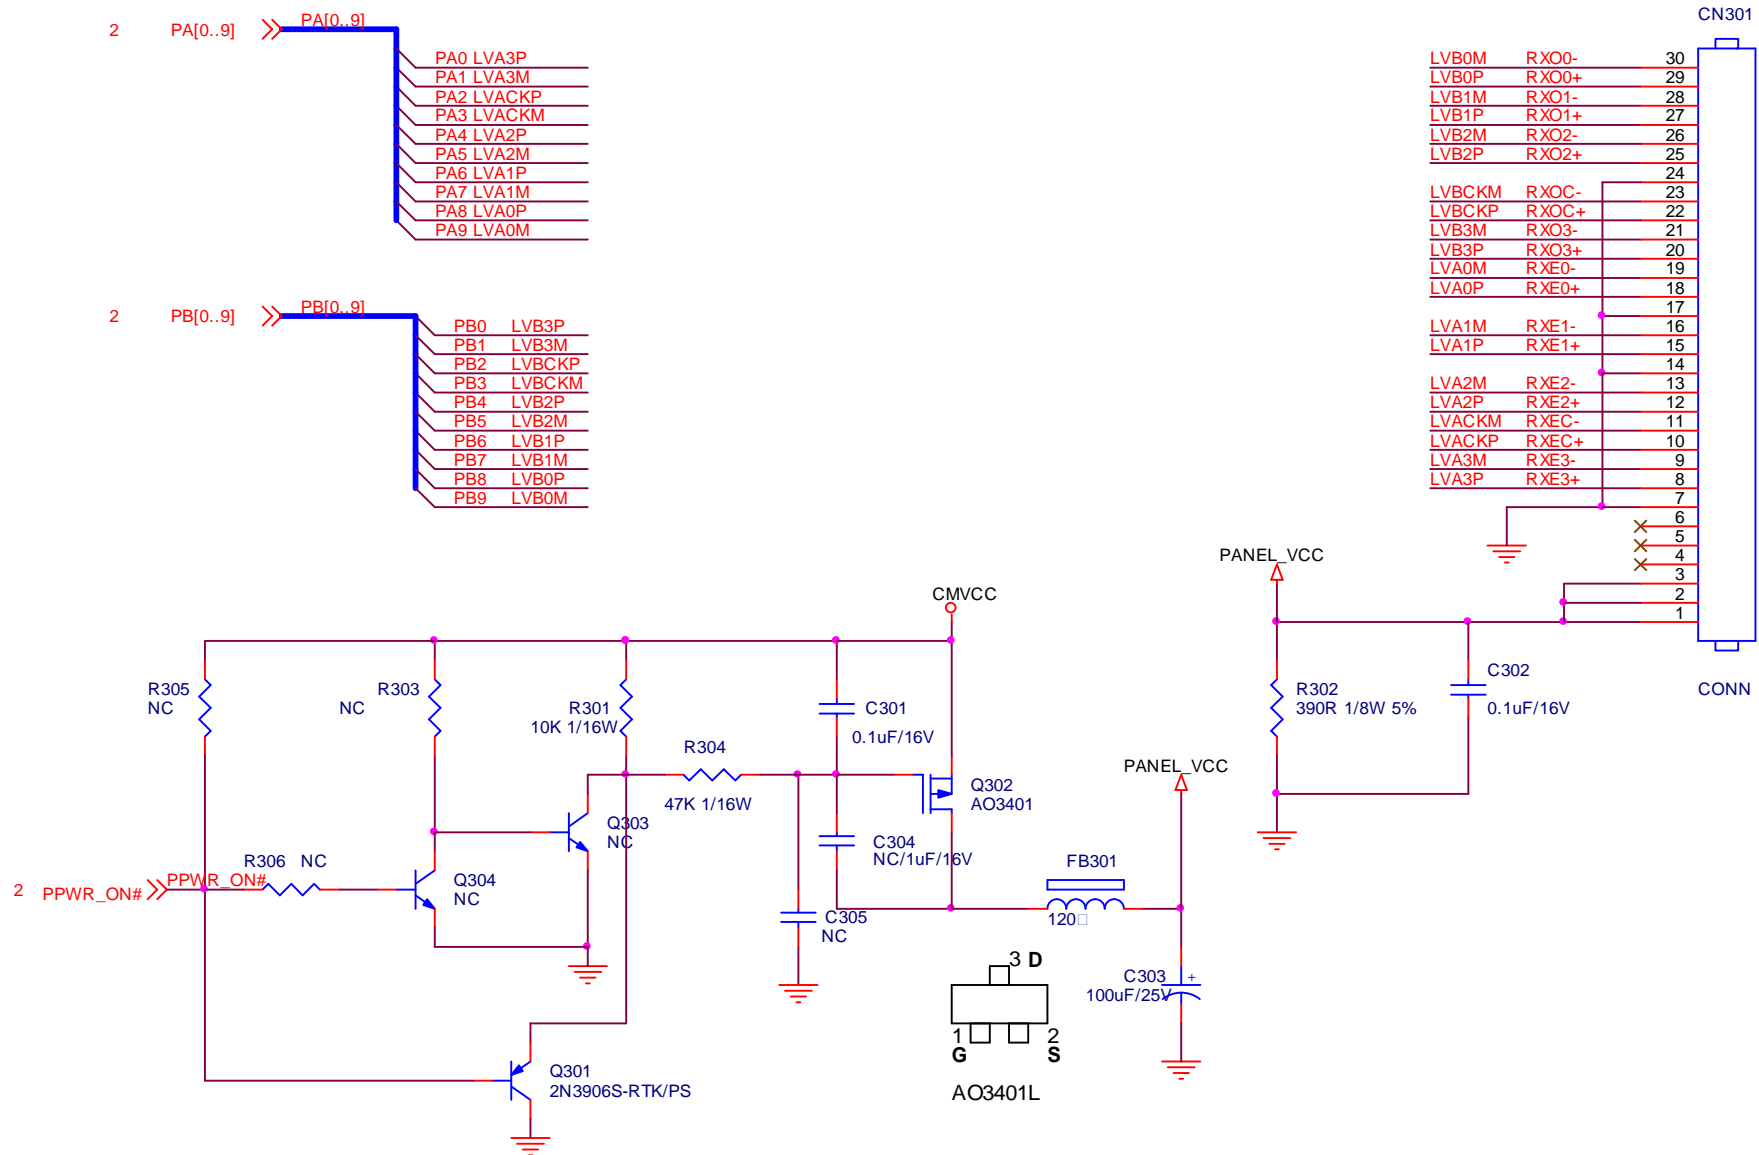 CN301
2 PA[0..9] PA[0..9]
PA0 LVA3P
PA1 LVA3M
PA2 LVACKP
PA3 LVACKM
PA4 LVA2P
PA5 LVA2M
PA6 LVA1P
PA7 LVA1M
PA8 LVA0P
PA9 LVA0M
2 PB[0..9] PB[0..9]
PB0 LVB3P
PB1 LVB3M
PB2 LVBCKP
PB3 LVBCKM
PB4 LVB2P
PB5 LVB2M
PB6 LVB1P
PB7 LVB1M
PB8 LVB0P
PB9 LVB0M
LVB0M RXO0- 30
LVB0P RXO0+ 29
LVB1M RXO1- 28
LVB1P RXO1+ 27
LVB2M RXO2- 26
LVB2P RXO2+ 25
24
LVBCKM RXOC- 23
LVBCKP RXOC+ 22
LVB3M RXO3- 21
LVB3P RXO3+ 20
LVA0M RXE0- 19
LVA0P RXE0+ 18
17
LVA1M RXE1- 16
LVA1P RXE1+ 15
14
LVA2M RXE2- 13
LVA2P RXE2+ 12
LVACKM RXEC- 11
LVACKP RXEC+ 10
LVA3M RXE3- 9
LVA3P RXE3+ 8
7
6
5
4
3
2
1
CONN
PANEL_VCC
R302
390R 1/8W 5%
C302
0.1uF/16V
CMVCC
R305
NC
R303
NC
R301
10K 1/16W
C301
0.1uF/16V
R304
47K 1/16W
Q302
AO3401
PANEL_VCC
Q303
NC
C304
NC/1uF/16V
FB301
120□
R306 NC
Q304
NC
2 PPWR_ON# PPWR_ON#
C305
NC
C303
+
100uF/25V
3 D
1
G
2
S
AO3401L
Q301
2N3906S-RTK/PS